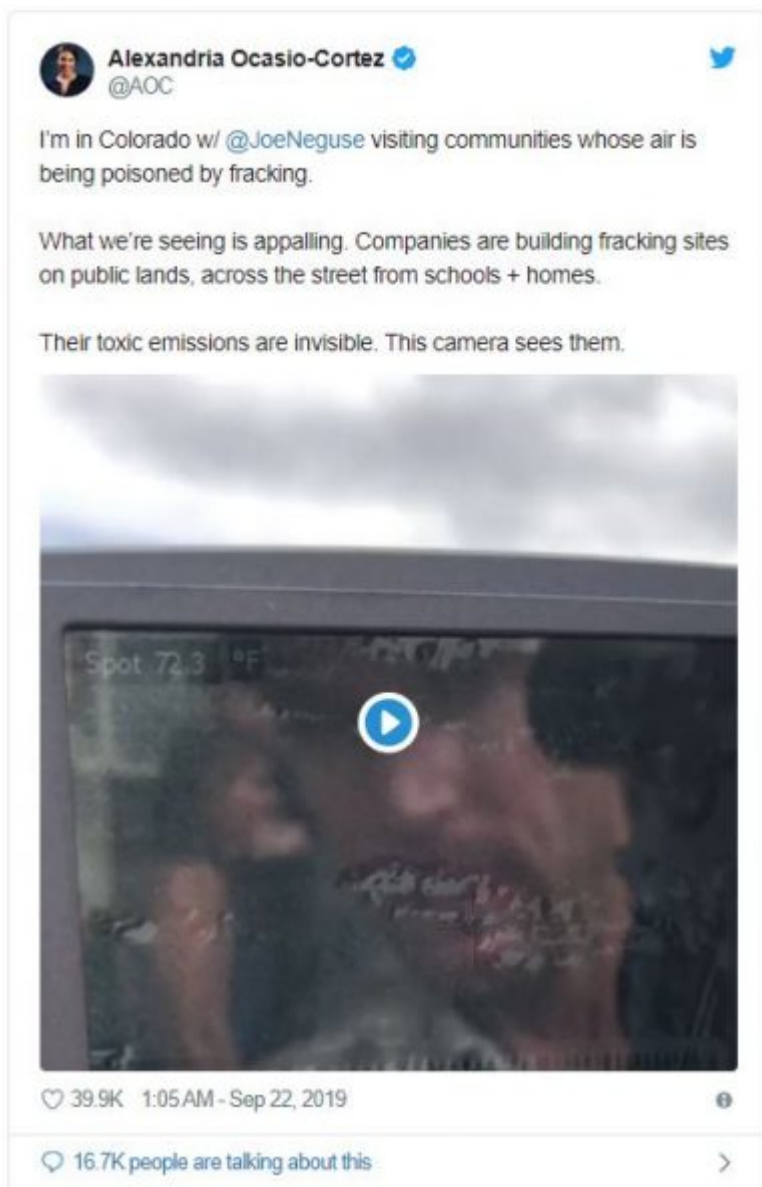 Alexandria Ocasio-Cortez
@AOC
I'm in Colorado w/ @JoeNeguse visiting communities whose air is
being poisoned by fracking.
What we're seeing is appalling. Companies are building fracking sites
on public lands, across the street from schools + homes.
Their toxic emissions are invisible. This camera sees them.
Spot 72.3 °F
39.9K 1:05 AM - Sep 22, 2019
16.7K people are talking about this